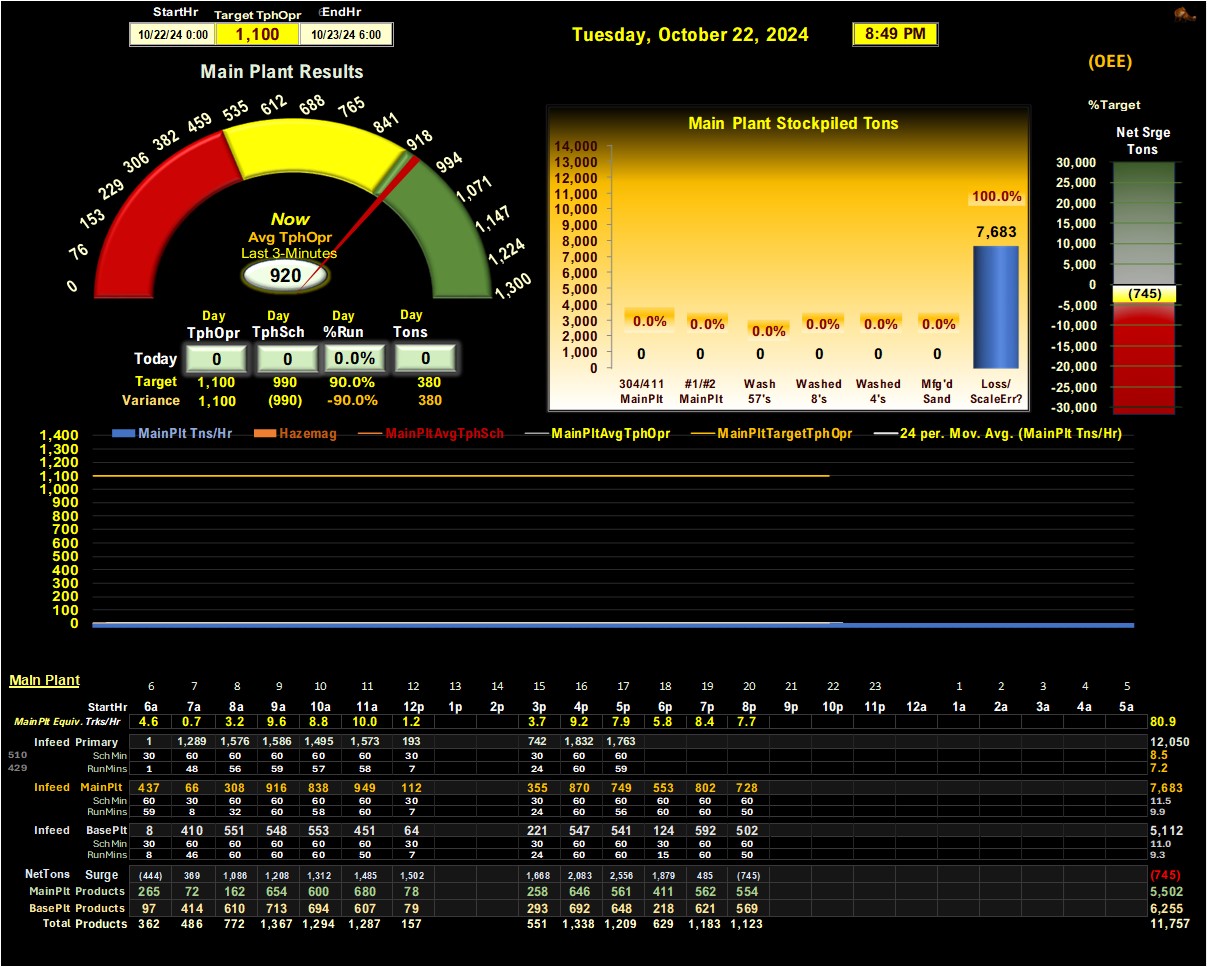 StartHr Target TphOpr EndHr
10/22/24 0:00 1,100 10/23/24 6:00
Tuesday, October 22, 2024 8:49 PM
(OEE)
Main Plant Results
0 76 153 229 306 382 459 535 612 688 765 841 918 994 1,071 1,147 1,224 1,300
Now
Avg TphOpr
Last 3-Minutes
920
Day Day Day Day
TphOpr TphSch %Run Tons
Today 0 0 0.0% 0
Target 1,100 990 90.0% 380
Variance 1,100 (990) -90.0% 380
Main Plant Stockpiled Tons
14,000
13,000
12,000
11,000
10,000
9,000
8,000
7,000
6,000
5,000
4,000
3,000
2,000
1,000
0
0.0% 0.0% 0.0% 0.0% 0.0% 0.0% 100.0%
0 0 0 0 0 0 7,683
304/411 #1/#2 Wash Washed Washed Mfg'd Loss/
MainPlt MainPlt 57's 8's 4's Sand ScaleErr?
%Target
Net Srge
Tons
30,000
25,000
20,000
15,000
10,000
5,000
0
(745)
-5,000
-10,000
-15,000
-20,000
-25,000
-30,000
MainPlt Tns/Hr Hazemag MainPltAvgTphSch MainPltAvgTphOpr MainPltTargetTphOpr 24 per. Mov. Avg. (MainPlt Tns/Hr)
1,400
1,300
1,200
1,100
1,000
900
800
700
600
500
400
300
200
100
0
Main Plant
6 7 8 9 10 11 12 13 14 15 16 17 18 19 20 21 22 23 1 2 3 4 5
StartHr 6a 7a 8a 9a 10a 11a 12p 1p 2p 3p 4p 5p 6p 7p 8p 9p 10p 11p 12a 1a 2a 3a 4a 5a
MainPlt Equiv. Trks/Hr 4.6 0.7 3.2 9.6 8.8 10.0 1.2 3.7 9.2 7.9 5.8 8.4 7.7 80.9
Infeed Primary 1 1,289 1,576 1,586 1,495 1,573 193 742 1,832 1,763 12,050
510 SchMin 30 60 60 60 60 60 30 30 60 60 8.5
429 RunMins 1 48 56 59 57 58 7 24 60 59 7.2
Infeed MainPlt 437 66 308 916 838 949 112 355 870 749 553 802 728 7,683
SchMin 60 30 60 60 60 60 30 30 60 60 60 60 50 11.5
RunMins 59 8 32 60 58 60 7 24 60 56 60 60 50 9.9
Infeed BasePlt 8 410 551 548 553 451 64 221 547 541 124 592 502 5,112
SchMin 30 60 60 60 60 60 30 30 60 60 30 60 50 11.0
RunMins 8 46 60 60 60 50 7 24 60 60 15 60 50 9.3
NetTons Surge (444) 369 1,086 1,208 1,312 1,485 1,502 1,668 2,083 2,556 1,879 485 (745) (745)
MainPlt Products 265 72 162 654 600 680 78 258 646 561 411 562 554 5,502
BasePlt Products 97 414 610 713 694 607 79 293 692 648 218 621 569 6,255
Total Products 362 486 772 1,367 1,294 1,287 157 551 1,338 1,209 629 1,183 1,123 11,757